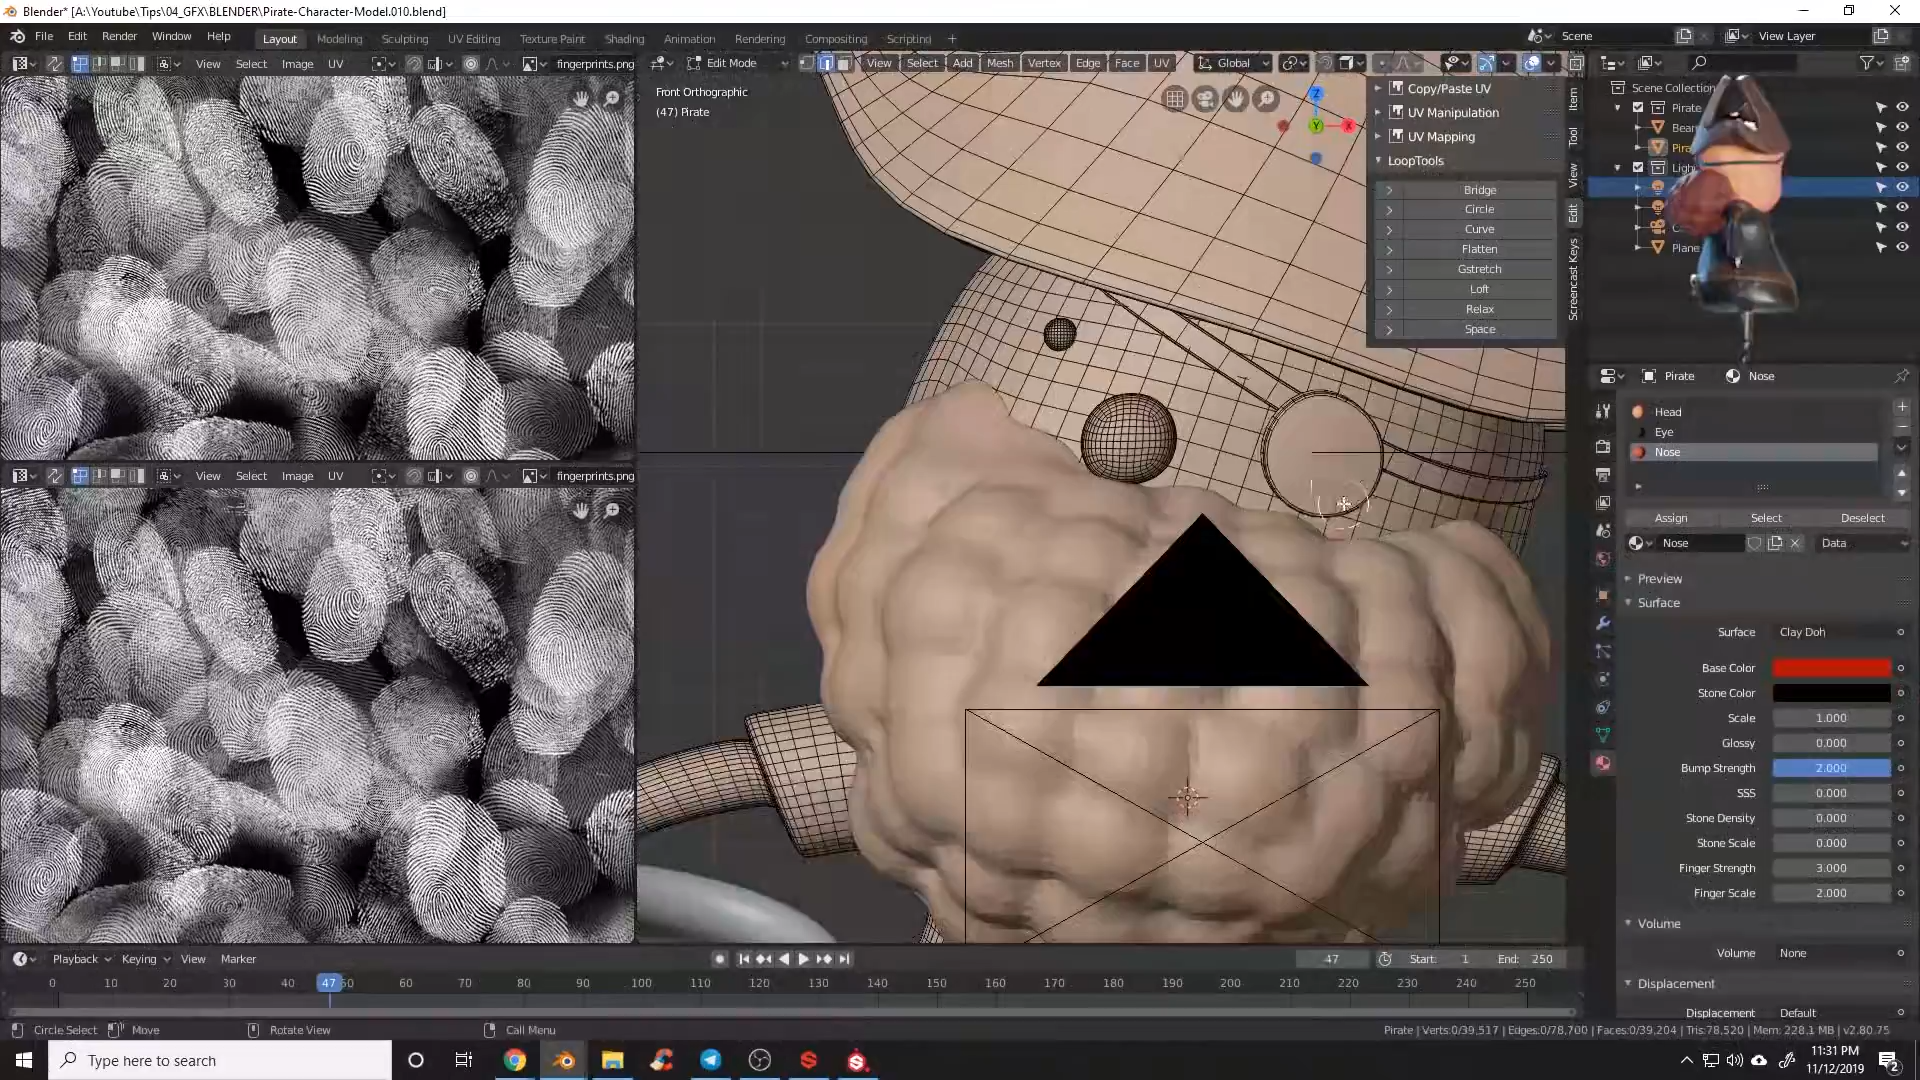 Blender* [A:\Youtube\Tips\04_GFX\BLENDER\Pirate-Character-Model.010.blend]
File Edit Render Window Help Layout Modeling Sculpting UV Editing Texture Paint Shading Animation Rendering Compositing Scripting + Scene View Layer
View Select Image UV fingerprints.png
Edit Mode View Select Add Mesh Vertex Edge Face UV Global
Front Orthographic
(47) Pirate
Z
Y
X
Copy/Paste UV
UV Manipulation
UV Mapping
LoopTools
Bridge
Circle
Curve
Flatten
Gstretch
Loft
Relax
Space
Item
Tool
View
Edit
Screencast Keys
Scene Collection
Pirate
Plane
Pirate Nose
Head
Eye
Nose
Assign Select Deselect
Nose Data
Preview
Surface
Surface Clay Doh
Base Color
Stone Color
Scale 1.000
Glossy 0.000
Bump Strength 2.000
SSS 0.000
Stone Density 0.000
Stone Scale 0.000
Finger Strength 3.000
Finger Scale 2.000
Volume
Volume None
Displacement
Displacement Default
View Select Image UV fingerprints.png
Playback Keying View Marker 47 Start: 1 End: 250
0 10 20 30 40 47 50 60 70 80 90 100 110 120 130 140 150 160 170 180 190 200 210 220 230 240 250
Circle Select Move Rotate View Call Menu
Pirate | Verts:0/39,517 | Edges:0/78,700 | Faces:0/39,204 | Tris:78,520 | Mem: 228.1 MB | v2.80.75
Type here to search
11:31 PM
11/12/2019
2